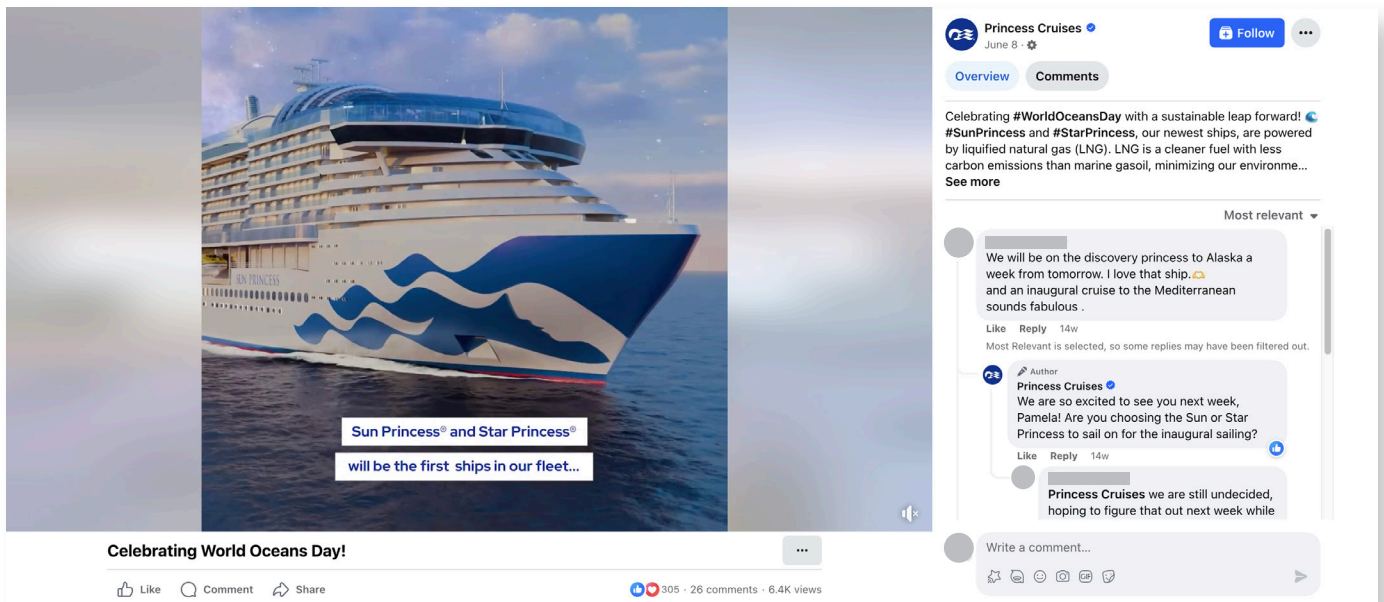 SUN PRINCESS
Sun Princess® and Star Princess®
will be the first ships in our fleet...
Celebrating World Oceans Day!
...
Like Comment Share
305 · 26 comments · 6.4K views
Princess Cruises
June 8 ·
Follow
...
Overview Comments
Celebrating #WorldOceansDay with a sustainable leap forward! 🌊
#SunPrincess and #StarPrincess, our newest ships, are powered
by liquified natural gas (LNG). LNG is a cleaner fuel with less
carbon emissions than marine gasoil, minimizing our environme...
See more
Most relevant
We will be on the discovery princess to Alaska a
week from tomorrow. I love that ship.🫶
and an inaugural cruise to the Mediterranean
sounds fabulous .
Like Reply 14w
Most Relevant is selected, so some replies may have been filtered out.
Author
Princess Cruises
We are so excited to see you next week,
Pamela! Are you choosing the Sun or Star
Princess to sail on for the inaugural sailing?
Like Reply 14w
Princess Cruises we are still undecided,
hoping to figure that out next week while
Write a comment...
GIF